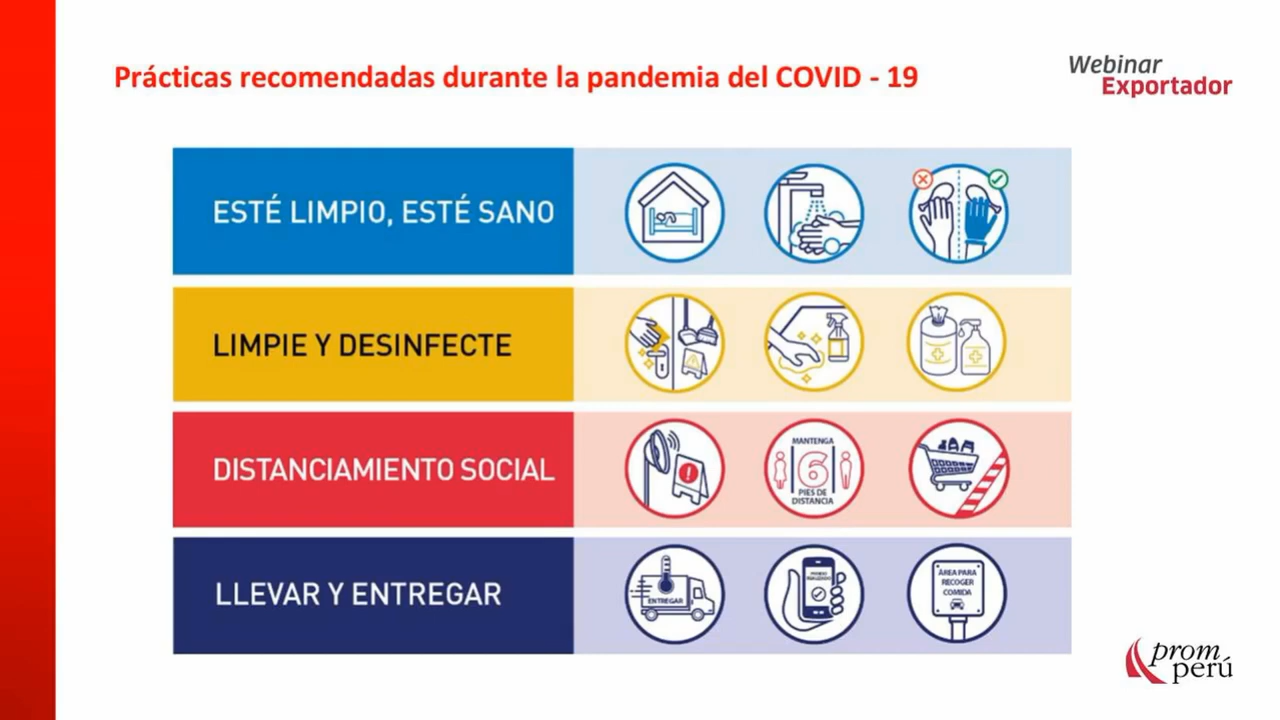 Prácticas recomendadas durante la pandemia del COVID - 19
Webinar
Exportador
ESTÉ LIMPIO, ESTÉ SANO
LIMPIE Y DESINFECTE
DISTANCIAMIENTO SOCIAL
MANTENGA
6
PIES DE
DISTANCIA
LLEVAR Y ENTREGAR
ENTREGAR
ÁREA PARA
RECOGER
COMIDA
prom
perú